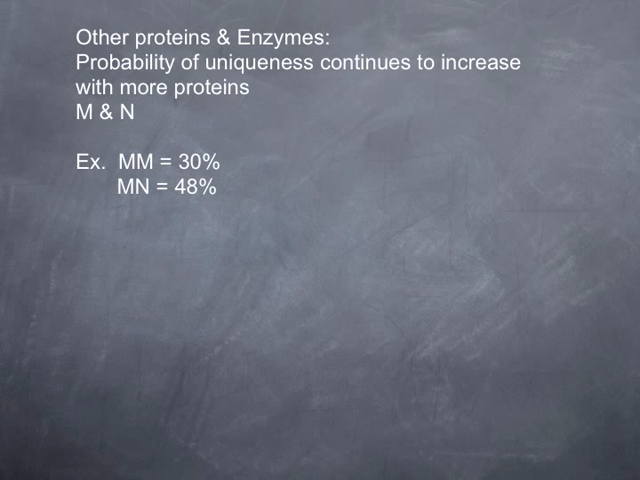 Other proteins & Enzymes:
Probability of uniqueness continues to increase
with more proteins
M & N
Ex.  MM = 30%
MN = 48%